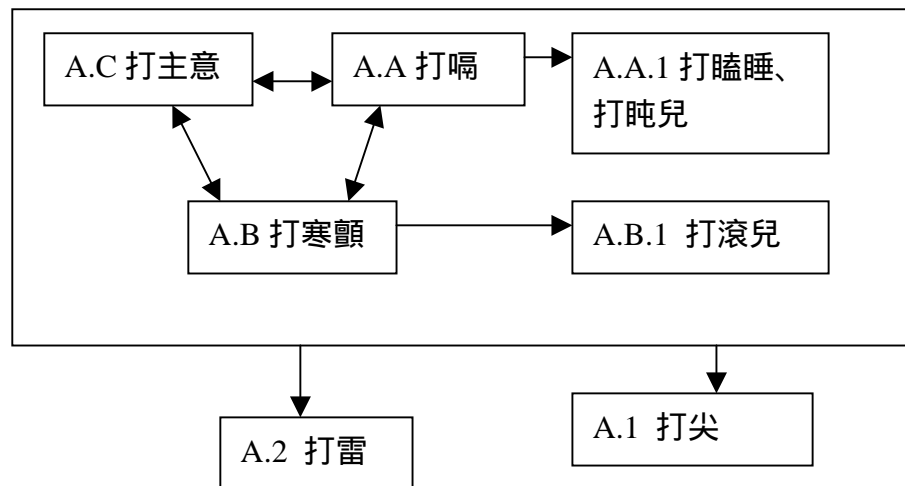 A.C 打主意
A.A 打嗝
A.A.1 打瞌睡、
打盹兒
A.B 打寒顫
A.B.1 打滾兒
A.2 打雷
A.1 打尖